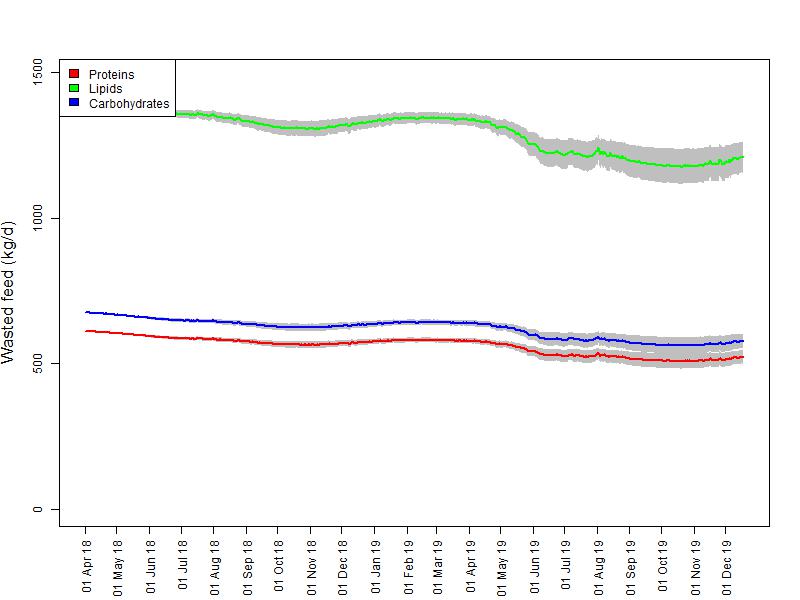 Proteins
Lipids
Carbohydrates
Wasted feed (kg/d)
1500
1000
500
0
01 Apr 18
01 May 18
01 Jun 18
01 Jul 18
01 Aug 18
01 Sep 18
01 Oct 18
01 Nov 18
01 Dec 18
01 Jan 19
01 Feb 19
01 Mar 19
01 Apr 19
01 May 19
01 Jun 19
01 Jul 19
01 Aug 19
01 Sep 19
01 Oct 19
01 Nov 19
01 Dec 19